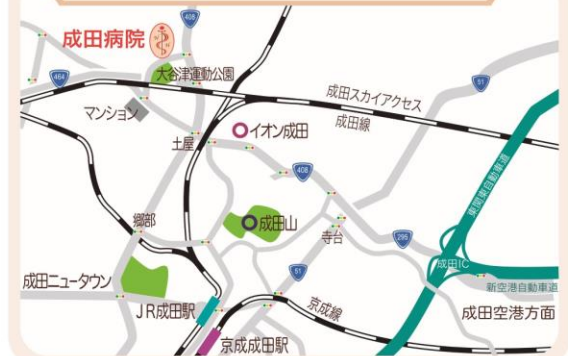 408
成田病院
464
大谷津運動公園
51
成田スカイアクセス
成田線
マンション
イオン成田
土屋
408
東関東自動車道
成田山
郷部
寺台
295
成田IC
51
成田ニュータウン
新空港自動車道
JR成田駅
京成線
成田空港方面
京成成田駅